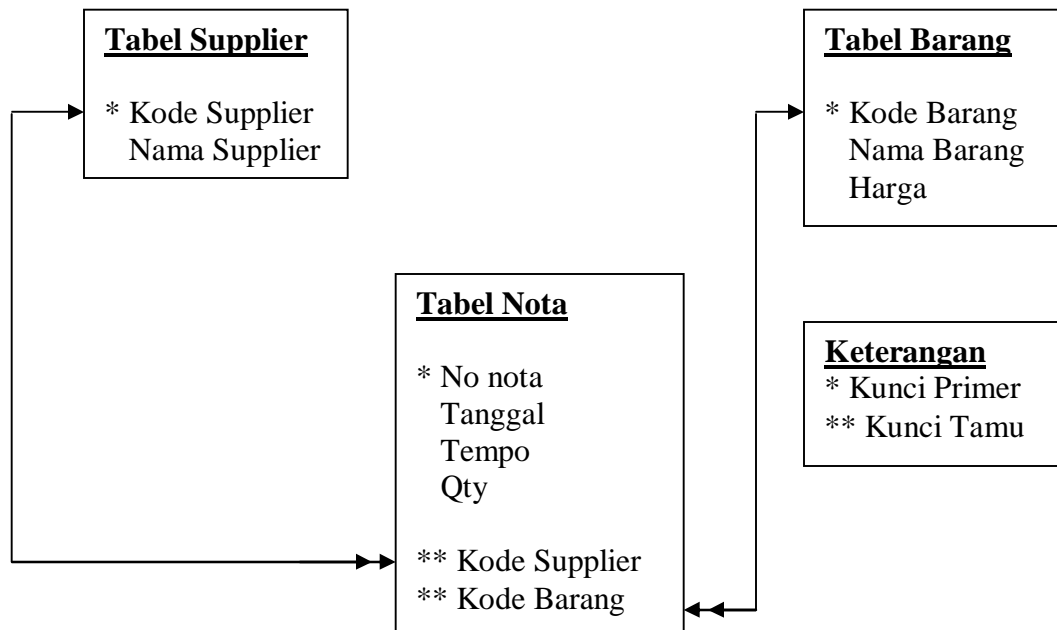 Tabel Supplier
* Kode Supplier
Nama Supplier
Tabel Barang
* Kode Barang
Nama Barang
Harga
Tabel Nota
* No nota
Tanggal
Tempo
Qty
** Kode Supplier
** Kode Barang
Keterangan
* Kunci Primer
** Kunci Tamu